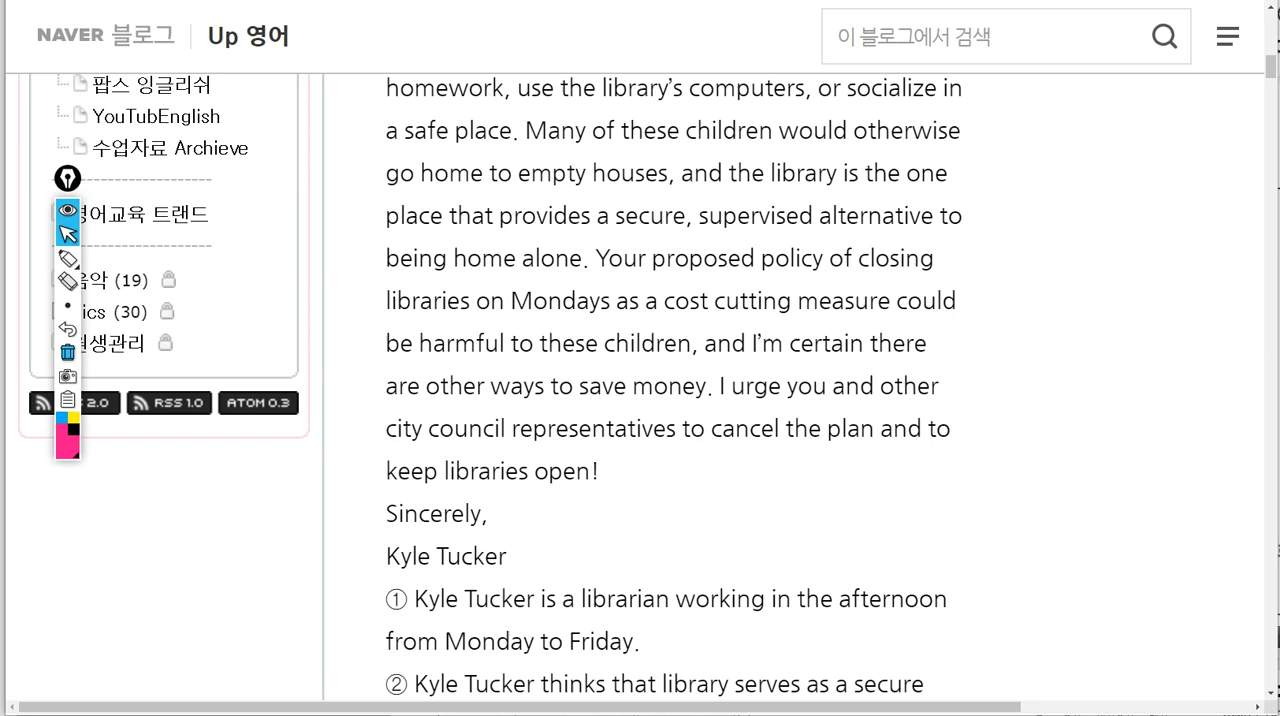 NAVER 블로그
Up 영어
이 블로그에서 검색
팝스 잉글리쉬
YouTubEnglish
수업자료 Archieve
영어교육 트랜드
음악 (19)
ics (30)
원생관리
2.0
RSS 1.0
ATOM 0.3
homework, use the library's computers, or socialize in
a safe place. Many of these children would otherwise
go home to empty houses, and the library is the one
place that provides a secure, supervised alternative to
being home alone. Your proposed policy of closing
libraries on Mondays as a cost cutting measure could
be harmful to these children, and I'm certain there
are other ways to save money. I urge you and other
city council representatives to cancel the plan and to
keep libraries open!
Sincerely,
Kyle Tucker
① Kyle Tucker is a librarian working in the afternoon
from Monday to Friday.
② Kyle Tucker thinks that library serves as a secure